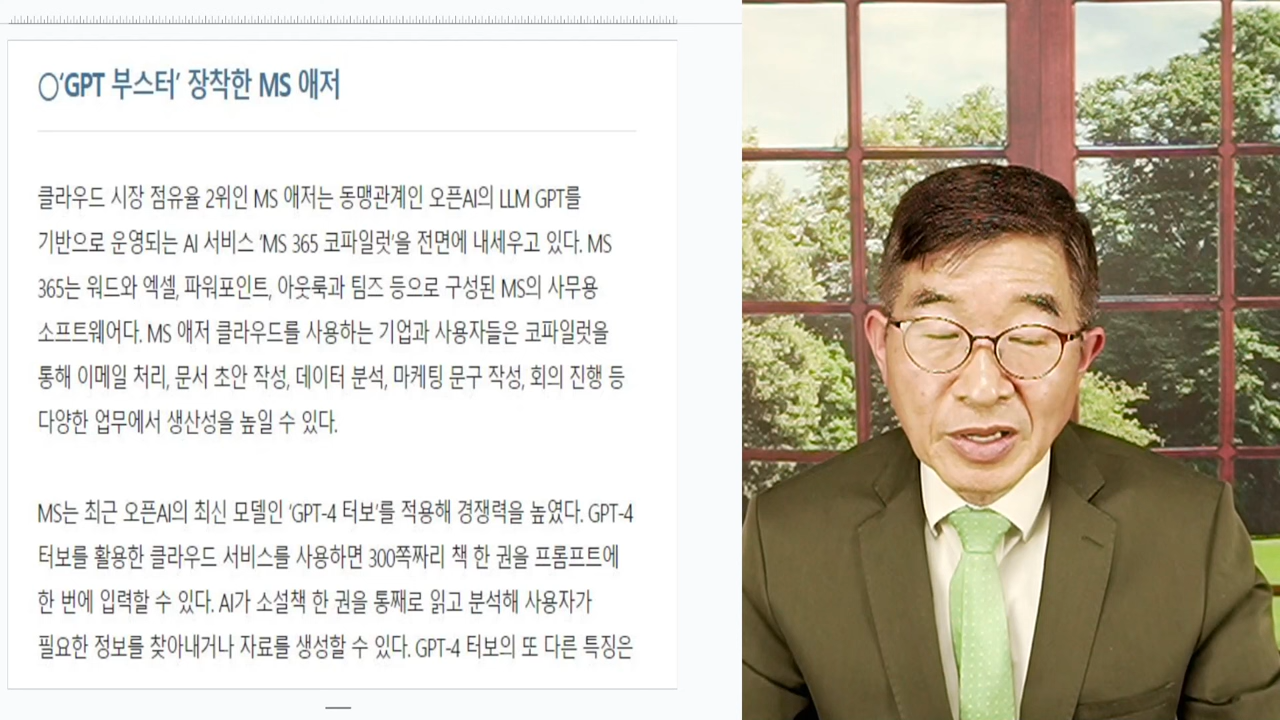 ○'GPT 부스터' 장착한 MS 애저
클라우드 시장 점유율 2위인 MS 애저는 동맹관계인 오픈AI의 LLM GPT를
기반으로 운영되는 AI 서비스 'MS 365 코파일럿'을 전면에 내세우고 있다. MS
365는 워드와 엑셀, 파워포인트, 아웃룩과 팀즈 등으로 구성된 MS의 사무용
소프트웨어다. MS 애저 클라우드를 사용하는 기업과 사용자들은 코파일럿을
통해 이메일 처리, 문서 초안 작성, 데이터 분석, 마케팅 문구 작성, 회의 진행 등
다양한 업무에서 생산성을 높일 수 있다.
MS는 최근 오픈AI의 최신 모델인 'GPT-4 터보'를 적용해 경쟁력을 높였다. GPT-4
터보를 활용한 클라우드 서비스를 사용하면 300쪽짜리 책 한 권을 프롬프트에
한 번에 입력할 수 있다. AI가 소설책 한 권을 통째로 읽고 분석해 사용자가
필요한 정보를 찾아내거나 자료를 생성할 수 있다. GPT-4 터보의 또 다른 특징은